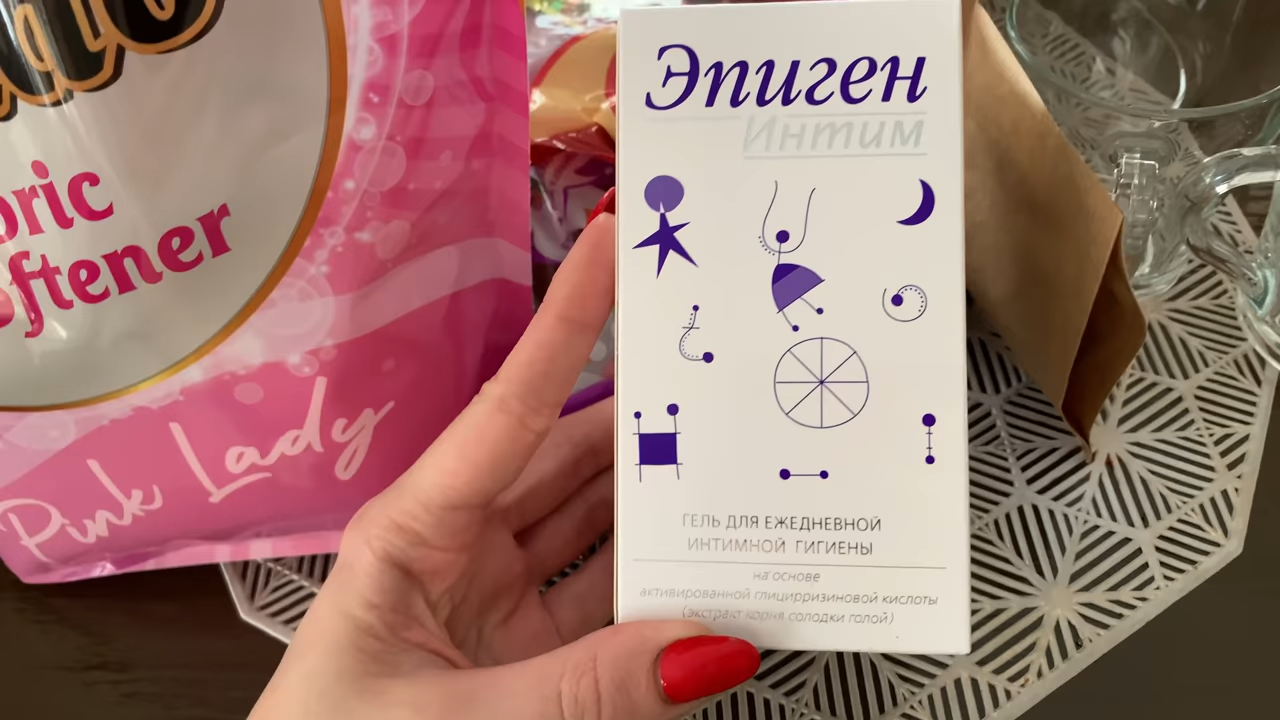 oric
oftener
Pink Lady
Эпиген
Интим
ГЕЛЬ ДЛЯ ЕЖЕДНЕВНОЙ
ИНТИМНОЙ ГИГИЕНЫ
на основе
активированной глицирризиновой кислоты
(экстракт корня солодки голой)